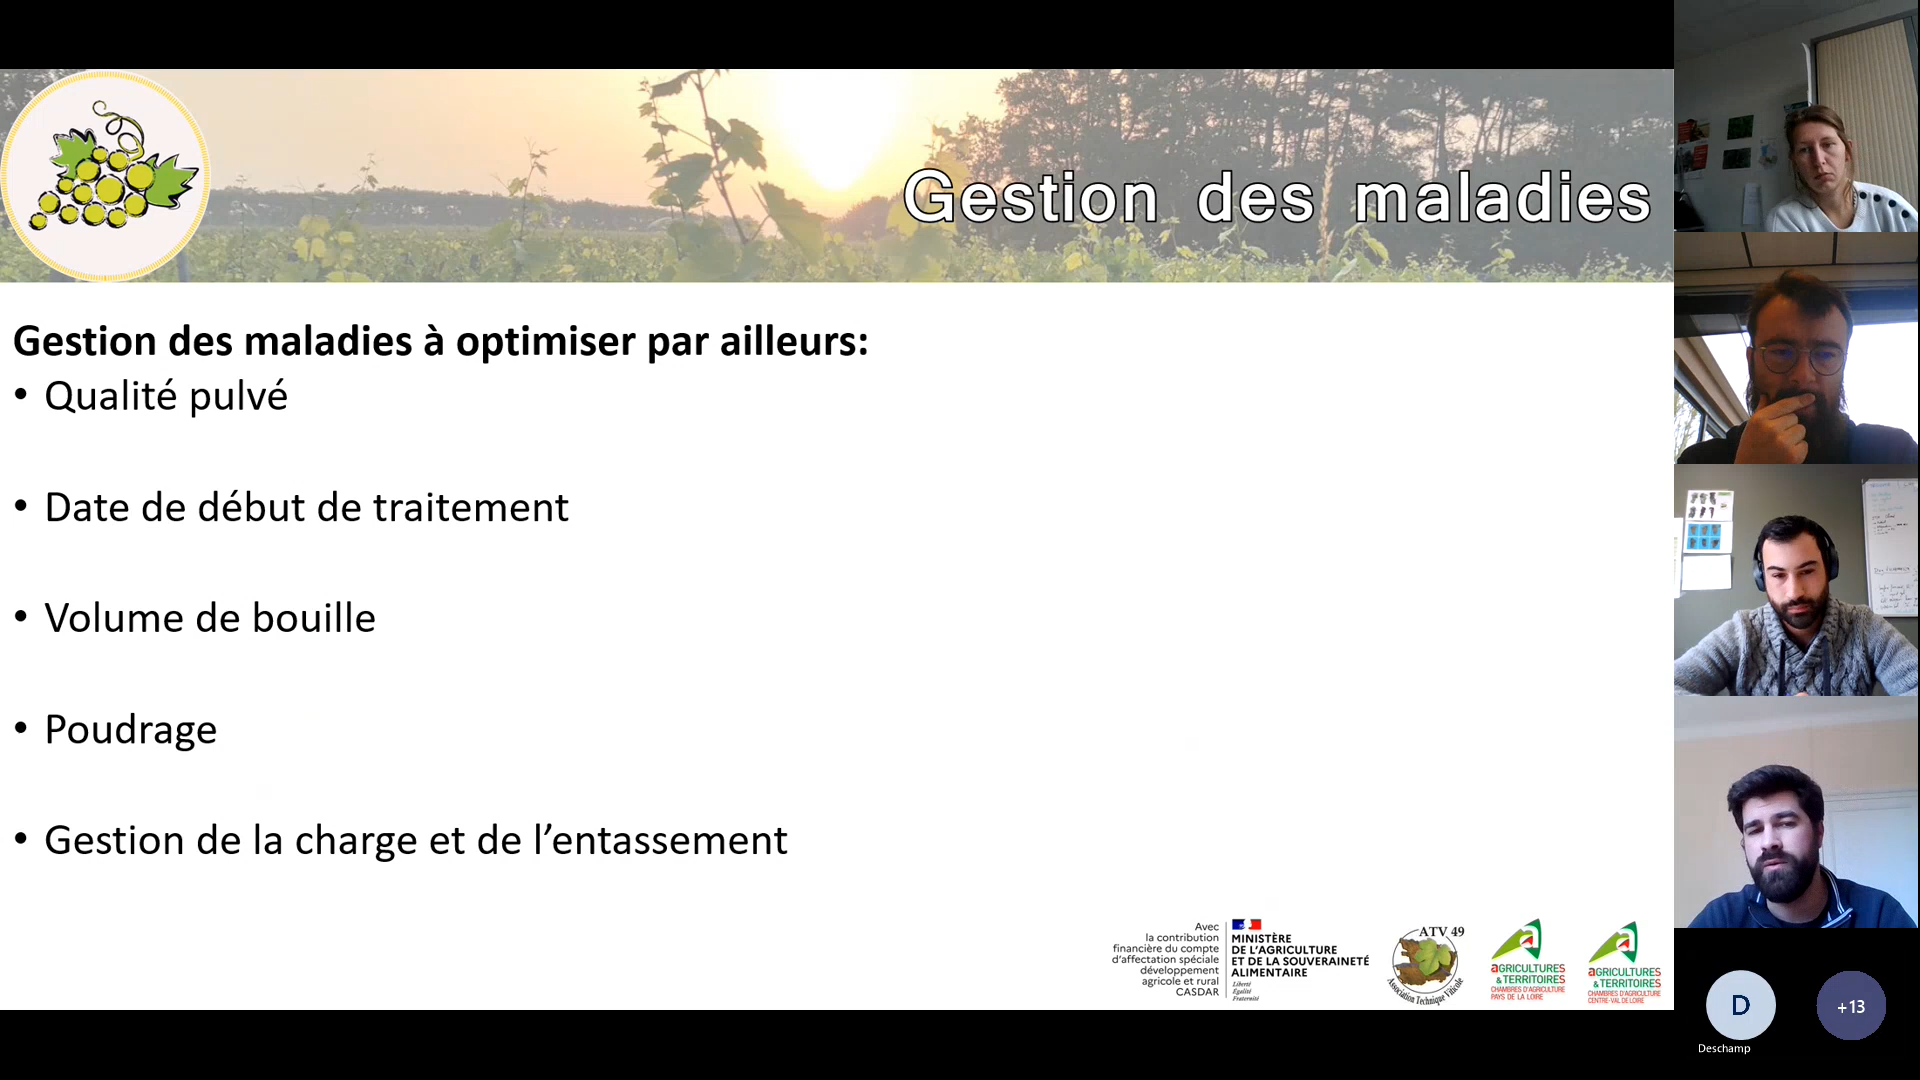 Gestion des maladies
Gestion des maladies à optimiser par ailleurs:
• Qualité pulvé
• Date de début de traitement
• Volume de bouille
• Poudrage
• Gestion de la charge et de l’entassement
Avec
la contribution
financière du compte
d’affectation spéciale
développement
agricole et rural
CASDAR
MINISTÈRE
DE L’AGRICULTURE
ET DE LA SOUVERAINETÉ
ALIMENTAIRE
Liberté
Égalité
Fraternité
ATV 49
Association Technique Viticole
AGRICULTURES
& TERRITOIRES
CHAMBRES D’AGRICULTURE
PAYS DE LA LOIRE
AGRICULTURES
& TERRITOIRES
CHAMBRES D’AGRICULTURE
CENTRE-VAL DE LOIRE
D
Deschamp
+13